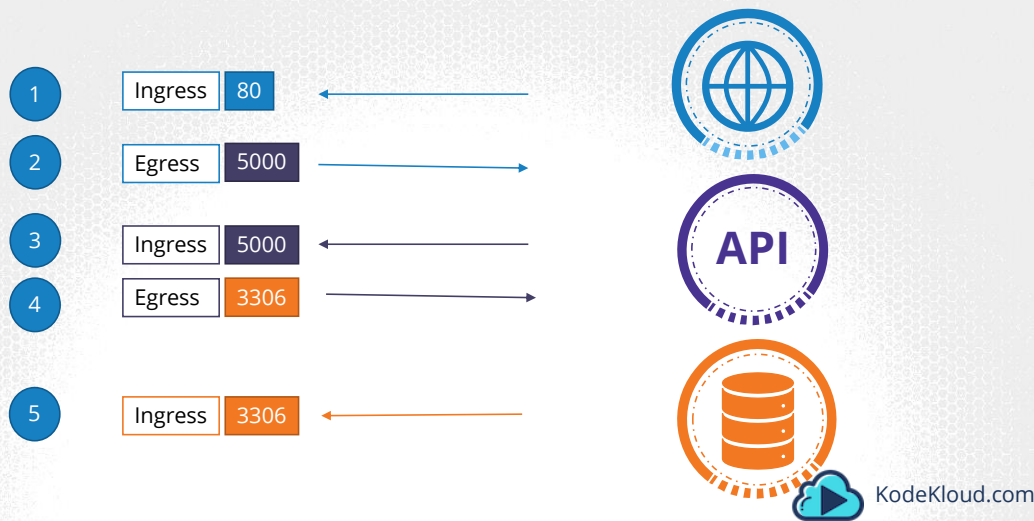 1 Ingress 80
2 Egress 5000
3 Ingress 5000
API
4 Egress 3306
5 Ingress 3306
KodeKloud.com